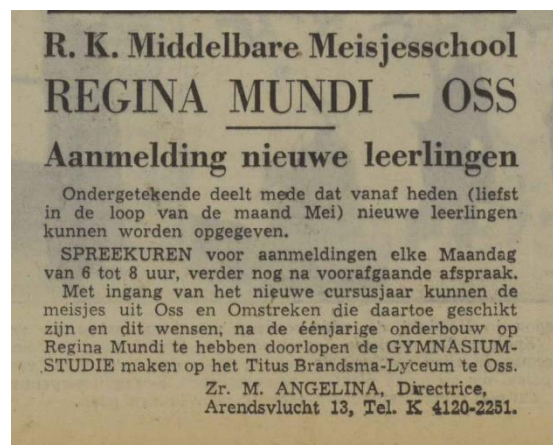 R. K. Middelbare Meisjesschool
REGINA MUNDI – OSS
Aanmelding nieuwe leerlingen
Ondergetekende deelt mede dat vanaf heden (liefst
in de loop van de maand Mei) nieuwe leerlingen
kunnen worden opgegeven.
SPREEKUREN voor aanmeldingen elke Maandag
van 6 tot 8 uur, verder nog na voorafgaande afspraak.
Met ingang van het nieuwe cursusjaar kunnen de
meisjes uit Oss en Omstreken die daartoe geschikt
zijn en dit wensen, na de éénjarige onderbouw op
Regina Mundi te hebben doorlopen de GYMNASIUM-
STUDIE maken op het Titus Brandsma-Lyceum te Oss.
Zr. M. ANGELINA, Directrice,
Arendsvlucht 13, Tel. K 4120-2251.